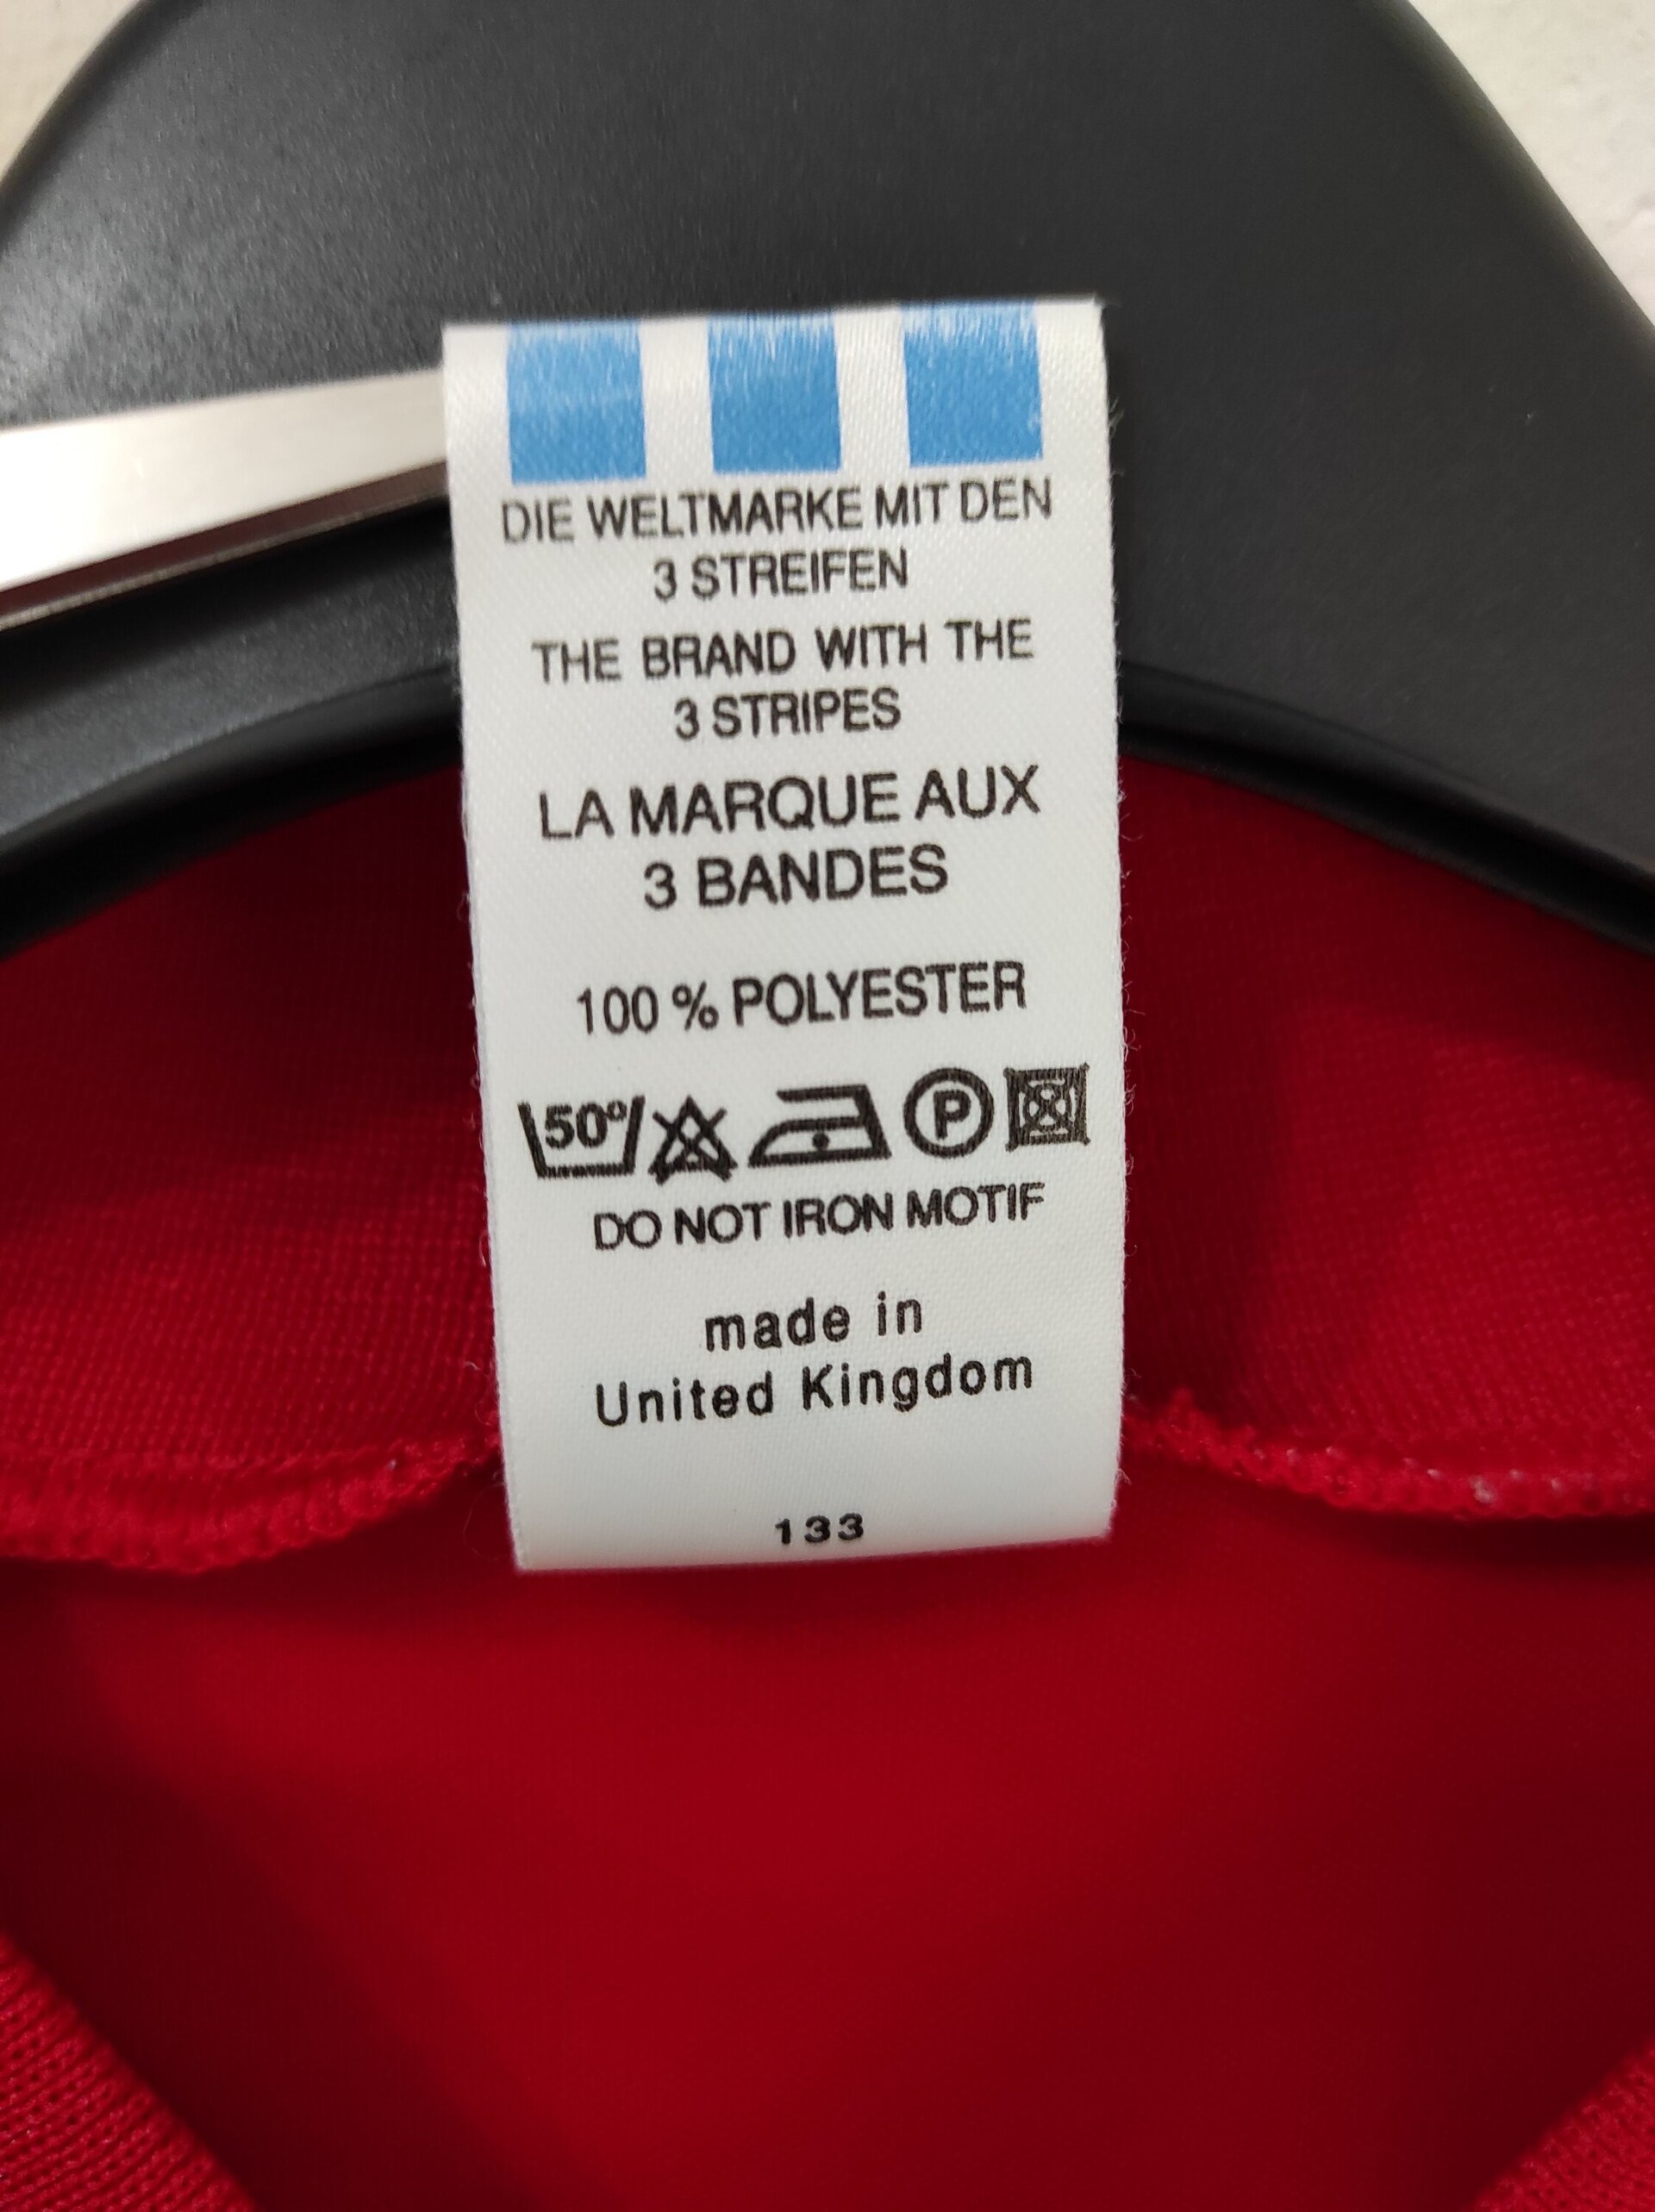 DIE WELTMARKE MIT DEN
3 STREIFEN
THE BRAND WITH THE
3 STRIPES
LA MARQUE AUX
3 BANDES
100 % POLYESTER
50° P
DO NOT IRON MOTIF
made in
United Kingdom
133